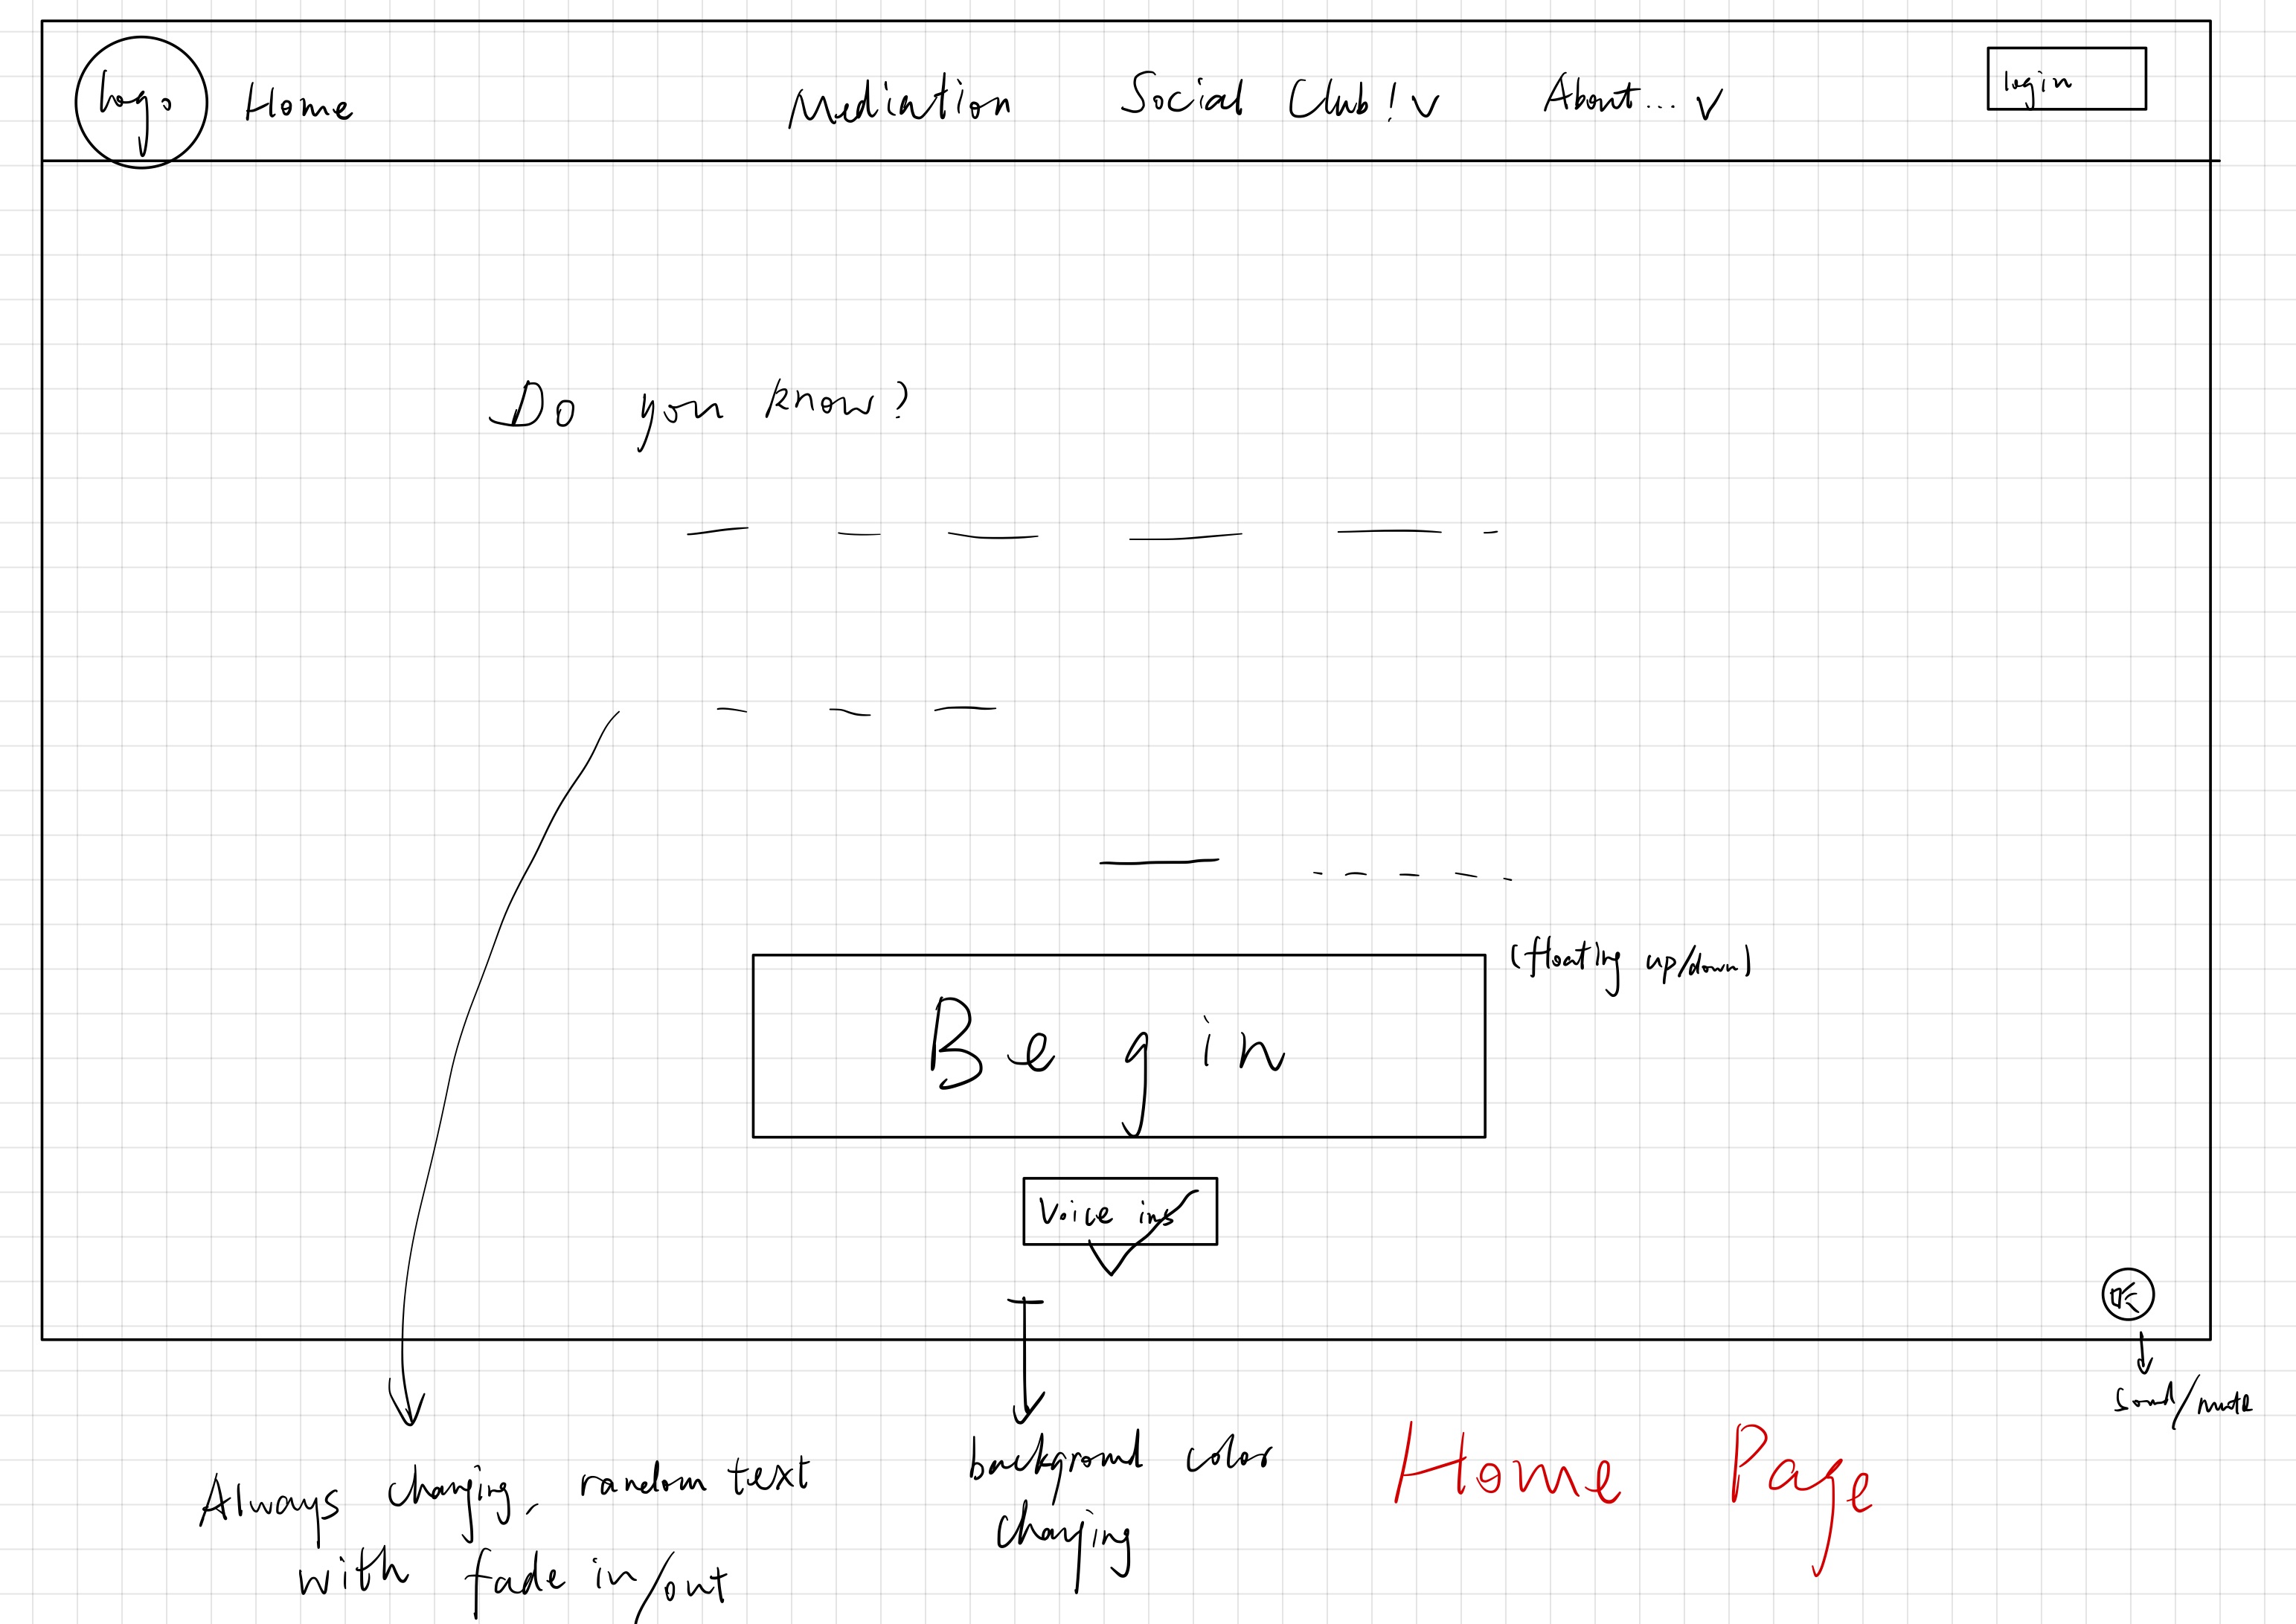 Logo Home Mediation Social Club! ∨ About... ∨ login
Do you know?
(floating up/down)
Begin
Voice ins
sound/mute
Always changing, random text
with fade in/out
background color
changing
Home Page